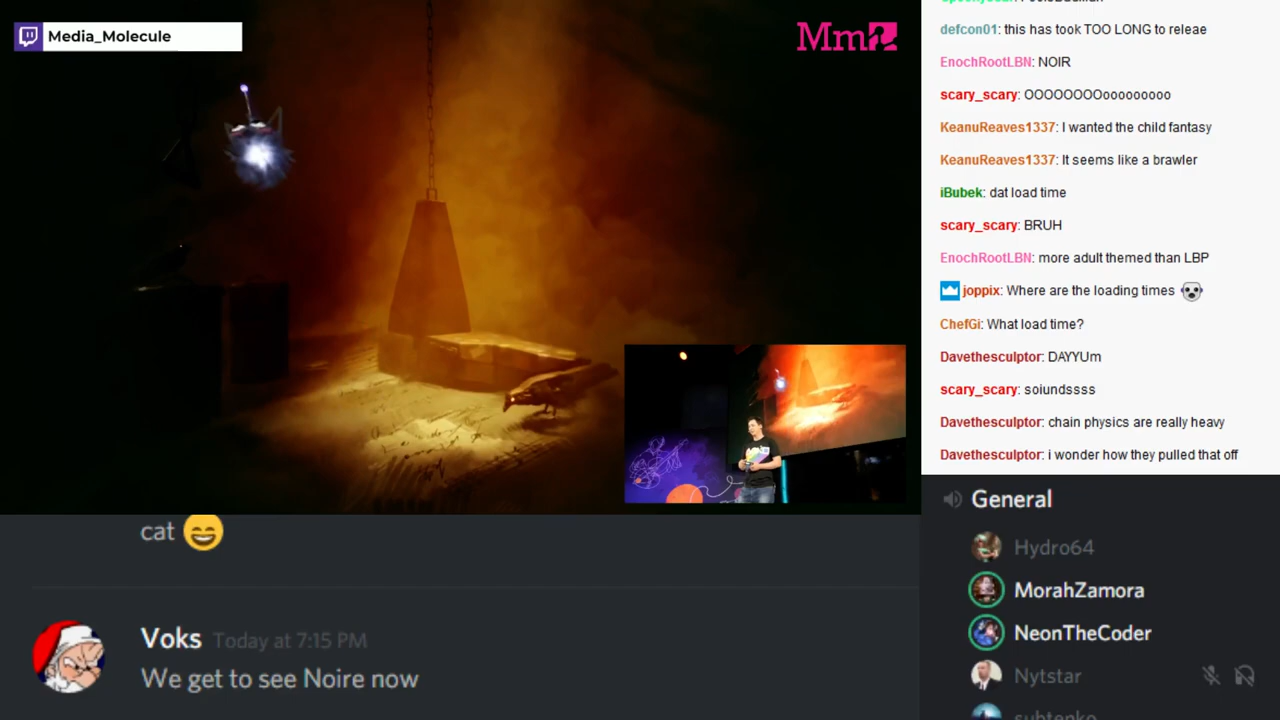 Media_Molecule
Mm
defcon01: this has took TOO LONG to releae
EnochRootLBN: NOIR
scary_scary: OOOOOOOOooooooooo
KeanuReaves1337: I wanted the child fantasy
KeanuReaves1337: It seems like a brawler
iBubek: dat load time
scary_scary: BRUH
EnochRootLBN: more adult themed than LBP
joppix: Where are the loading times
ChefGi: What load time?
Davethesculptor: DAYYUm
scary_scary: soiundssss
Davethesculptor: chain physics are really heavy
Davethesculptor: i wonder how they pulled that off
cat
Voks Today at 7:15 PM
We get to see Noire now
General
Hydro64
MorahZamora
NeonTheCoder
Nytstar
subtenko